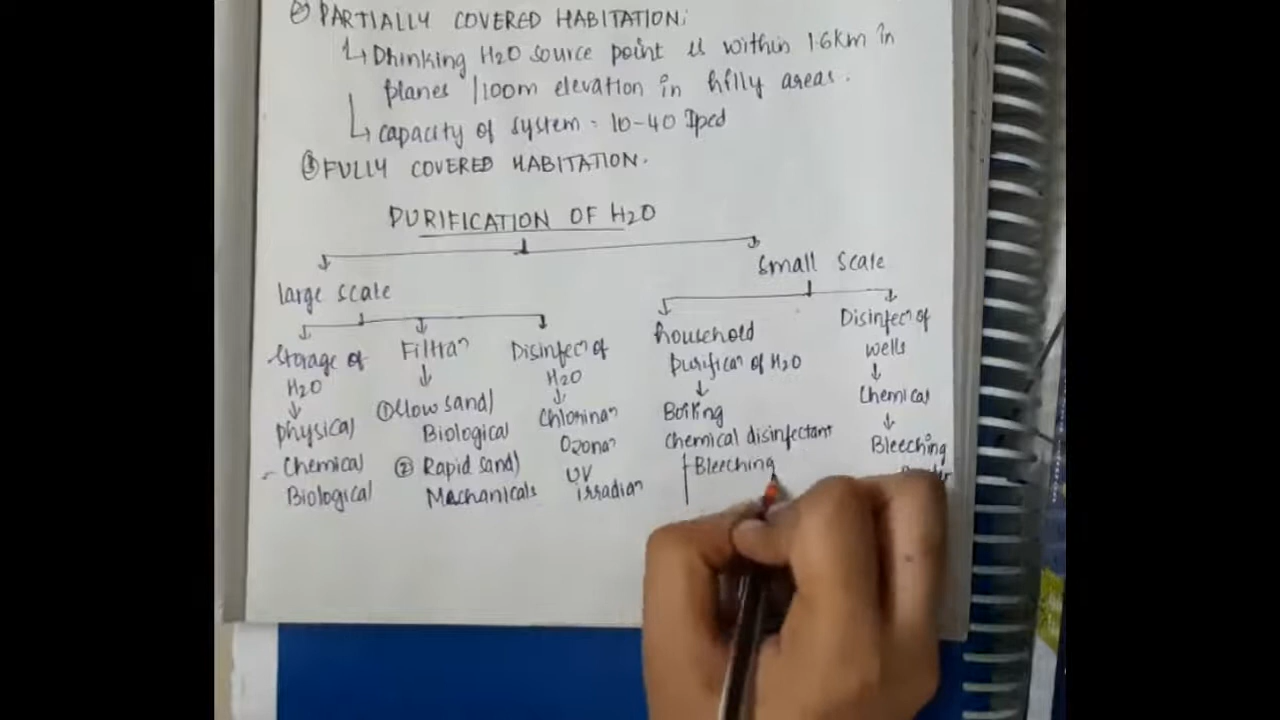 ② PARTIALLY COVERED HABITATION:
↳ Drinking H2O source point is within 1.6Km in
planes /100m elevation in hilly areas.
↳ capacity of system = 10-40 lpcd
③ FULLY COVERED HABITATION.
PURIFICATION OF H2O
large scale
small scale
Storage of
H2O
↓
physical
- Chemical
Biological
Filtraⁿ
↓
① Slow sand/
Biological
② Rapid sand/
Mechanicals
Disinfecⁿ of
H2O
↓
Chlorinaⁿ
Ozonaⁿ
UV
irradiaⁿ
household
purificaⁿ of H2O
↓
Boiling
chemical disinfectant
Bleeching
Disinfecⁿ of
wells
↓
Chemical
↓
Bleeching